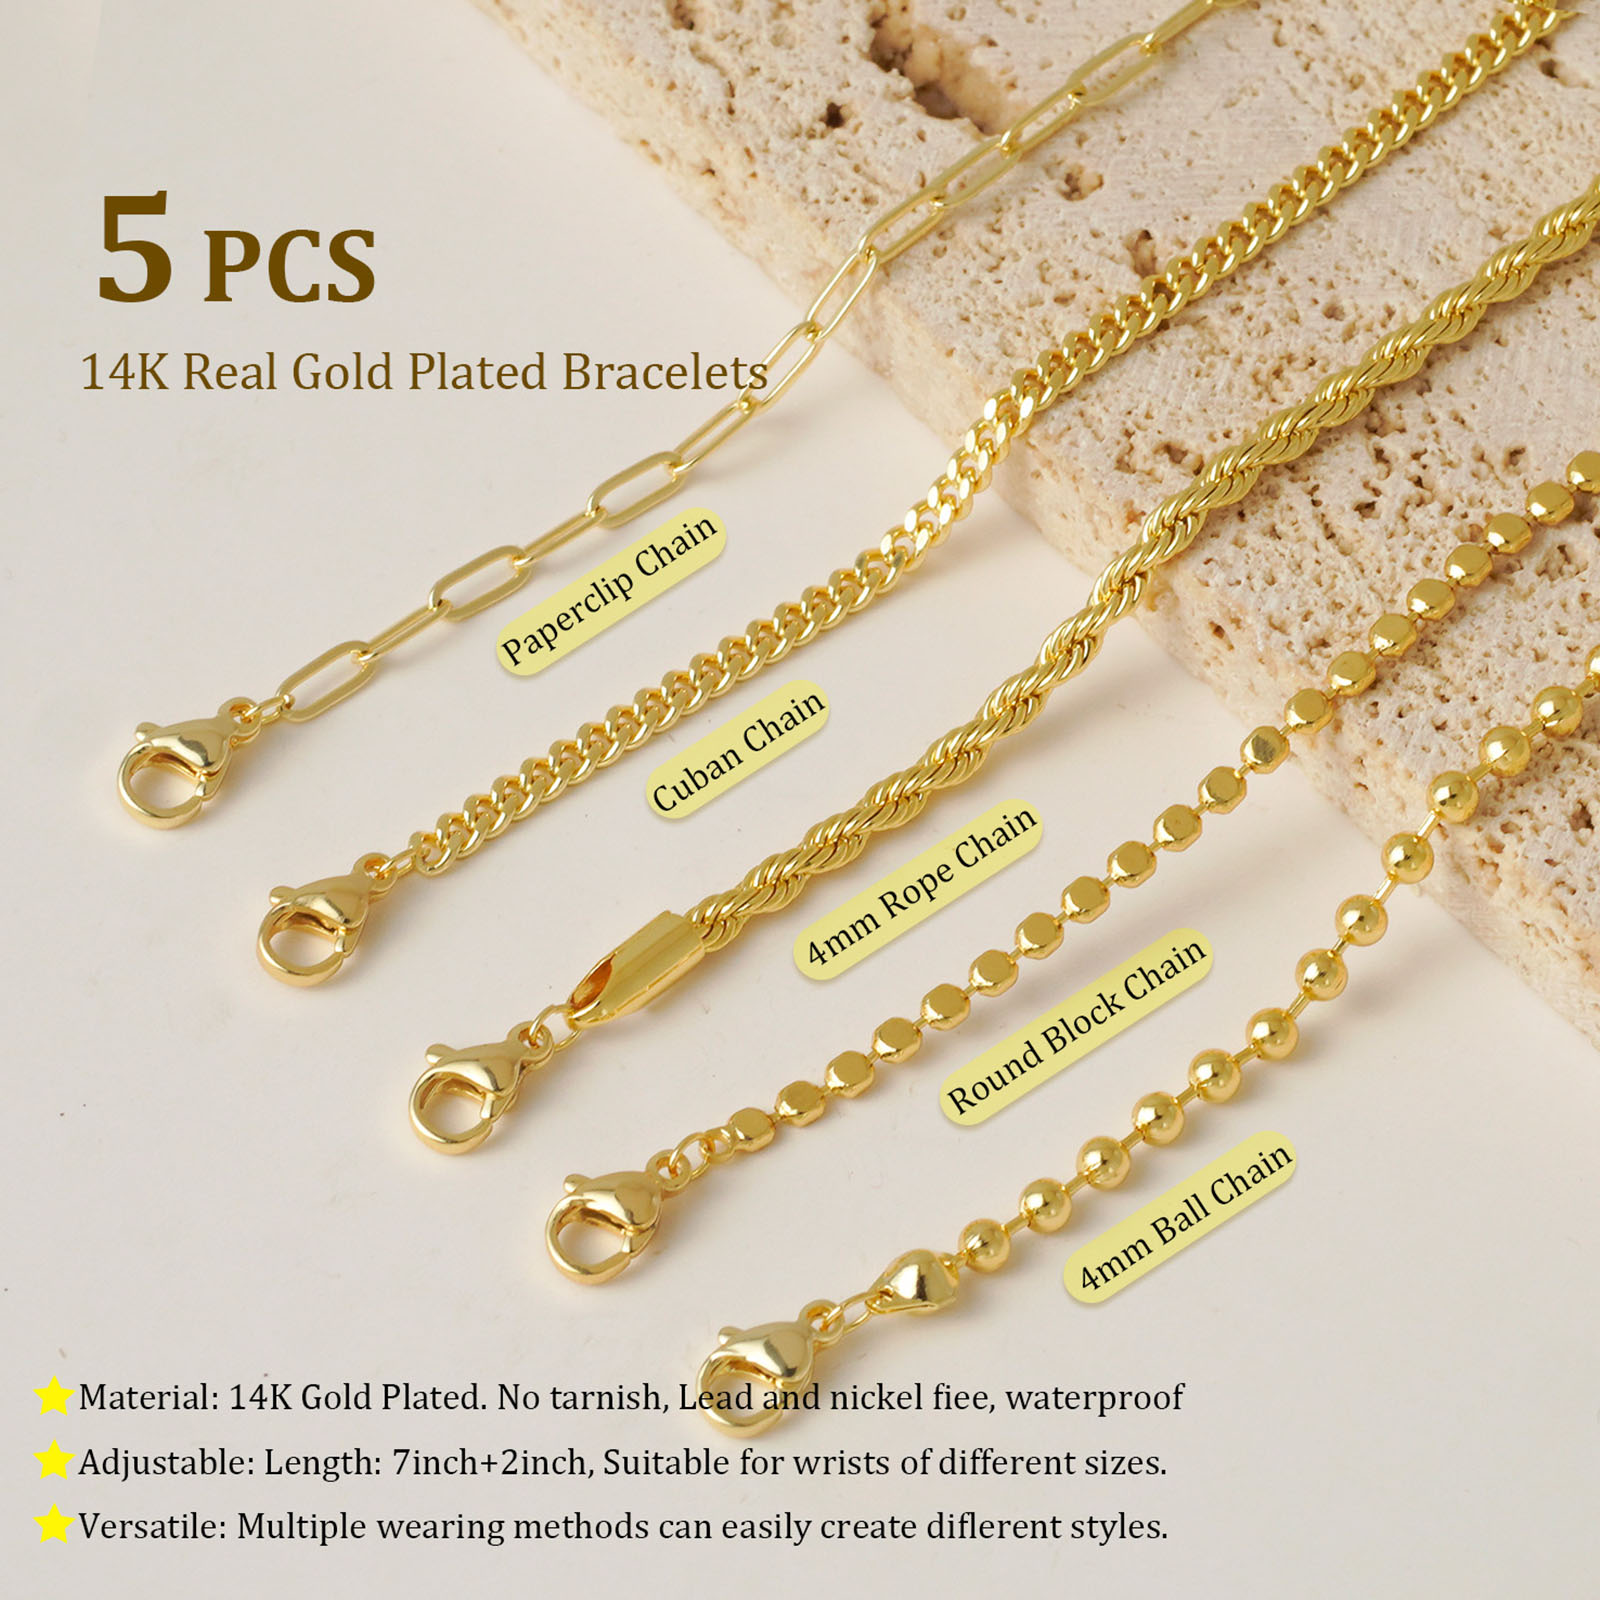 5 PCS
14K Real Gold Plated Bracelets
Paperclip Chain
Cuban Chain
4mm Rope Chain
Round Block Chain
4mm Ball Chain
Material: 14K Gold Plated. No tarnish, Lead and nickel fiee, waterproof
Adjustable: Length: 7inch+2inch, Suitable for wrists of different sizes.
Versatile: Multiple wearing methods can easily create diflerent styles.